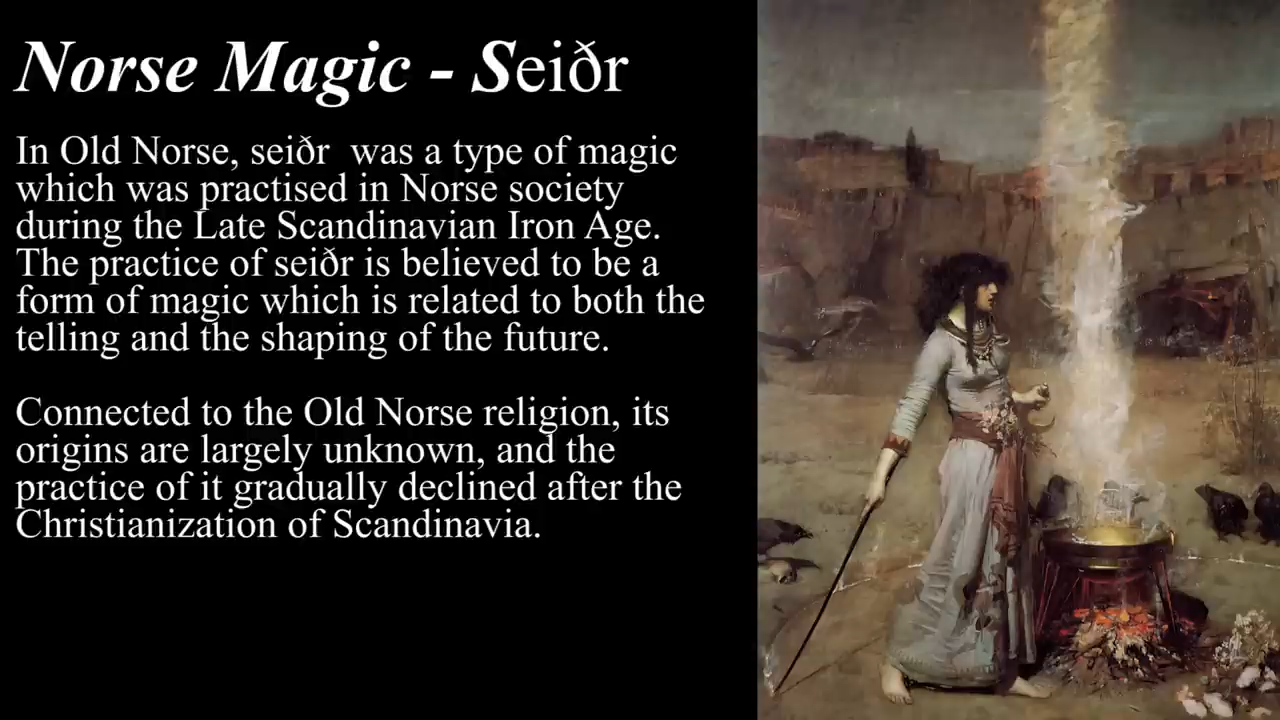 Norse Magic - Seiðr
In Old Norse, seiðr was a type of magic
which was practised in Norse society
during the Late Scandinavian Iron Age.
The practice of seiðr is believed to be a
form of magic which is related to both the
telling and the shaping of the future.
Connected to the Old Norse religion, its
origins are largely unknown, and the
practice of it gradually declined after the
Christianization of Scandinavia.